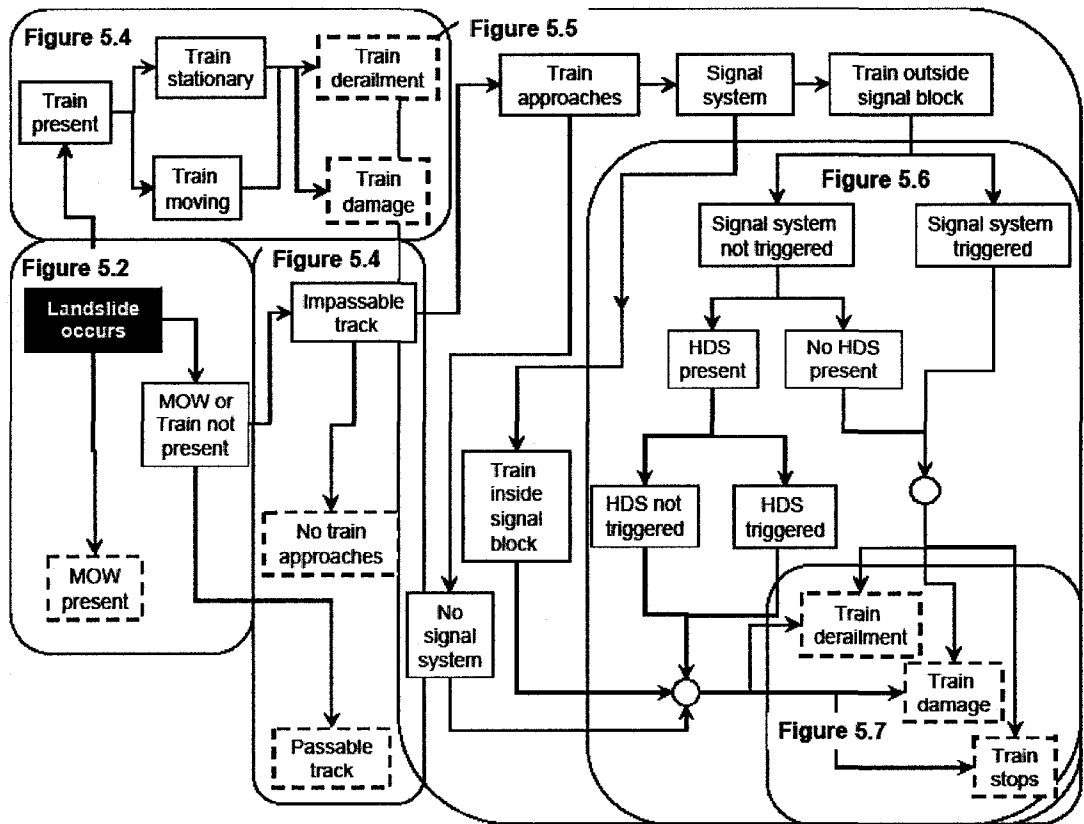 Figure 5.4
Train
stationary
Train
derailment
Train
present
Train
moving
Train
damage
Figure 5.5
Train
approaches
Signal
system
Train outside
signal block
Figure 5.6
Signal system
not triggered
Signal system
triggered
Figure 5.2
Landslide
occurs
MOW or
Train not
present
MOW
present
Figure 5.4
Impassable
track
No train
approaches
Passable
track
HDS
present
No HDS
present
Train
inside
signal
block
HDS not
triggered
HDS
triggered
No
signal
system
Train
derailment
Train
damage
Figure 5.7
Train
stops